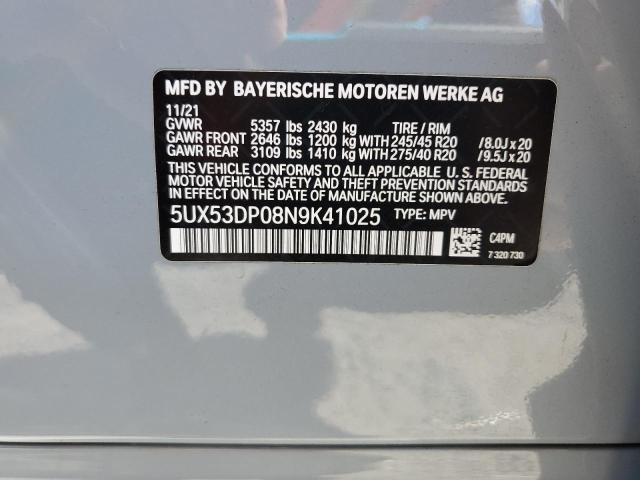 MFD BY BAYERISCHE MOTOREN WERKE AG
11/21
GVWR 5357 lbs 2430 kg TIRE / RIM
GAWR FRONT 2646 lbs 1200 kg WITH 245/45 R20 /8.0J x 20
GAWR REAR 3109 lbs 1410 kg WITH 275/40 R20 /9.5J x 20
THIS VEHICLE CONFORMS TO ALL APPLICABLE U. S. FEDERAL
MOTOR VEHICLE SAFETY AND THEFT PREVENTION STANDARDS
IN EFFECT ON THE DATE OF MANUFACTURE SHOWN ABOVE.
5UX53DP08N9K41025 TYPE: MPV
C4PM
7 320 730